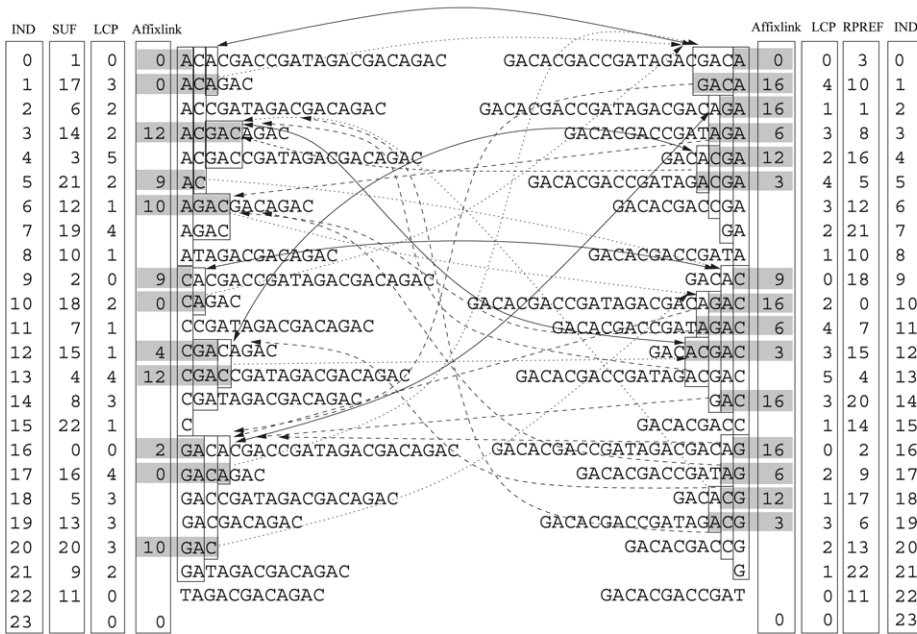 IND SUF LCP Affixlink Affixlink LCP RPREF IND
0 1 0 0 ACACGACCGATAGACGACAGAC GACACGACCGATAGACGACA 0 0 3 0
1 17 3 0 ACAGAC GACA 16 4 10 1
2 6 2 ACCGATAGACGACAGAC GACACGACCGATAGACGACAGA 16 1 1 2
3 14 2 12 ACGACAGAC GACACGACCGATAGA 6 3 8 3
4 3 5 ACGACCGATAGACGACAGAC GACACGA 12 2 16 4
5 21 2 9 AC GACACGACCGATAGACGA 3 4 5 5
6 12 1 10 AGACGACAGAC GACACGACCGA 3 12 6
7 19 4 AGAC GA 2 21 7
8 10 1 ATAGACGACAGAC GACACGACCGATA 1 10 8
9 2 0 9 CACGACCGATAGACGACAGAC GACAC 9 0 18 9
10 18 2 0 CAGAC GACACGACCGATAGACGACAGAC 16 2 0 10
11 7 1 CCGATAGACGACAGAC GACACGACCGATAGAC 6 4 7 11
12 15 1 4 CGACAGAC GACACGAC 3 3 15 12
13 4 4 12 CGACCGATAGACGACAGAC GACACGACCGATAGACGAC 5 4 13
14 8 3 CGATAGACGACAGAC GAC 16 3 20 14
15 22 1 C GACACGACC 1 14 15
16 0 0 2 GACACGACCGATAGACGACAGAC GACACGACCGATAGACGACAG 16 0 2 16
17 16 4 0 GACAGAC GACACGACCGATAG 6 2 9 17
18 5 3 GACCGATAGACGACAGAC GACACG 12 1 17 18
19 13 3 GACGACAGAC GACACGACCGATAGACG 3 3 6 19
20 20 3 10 GAC GACACGACCG 2 13 20
21 9 2 GATAGACGACAGAC G 1 22 21
22 11 0 TAGACGACAGAC GACACGACCGAT 0 11 22
23 0 0 0 0 23